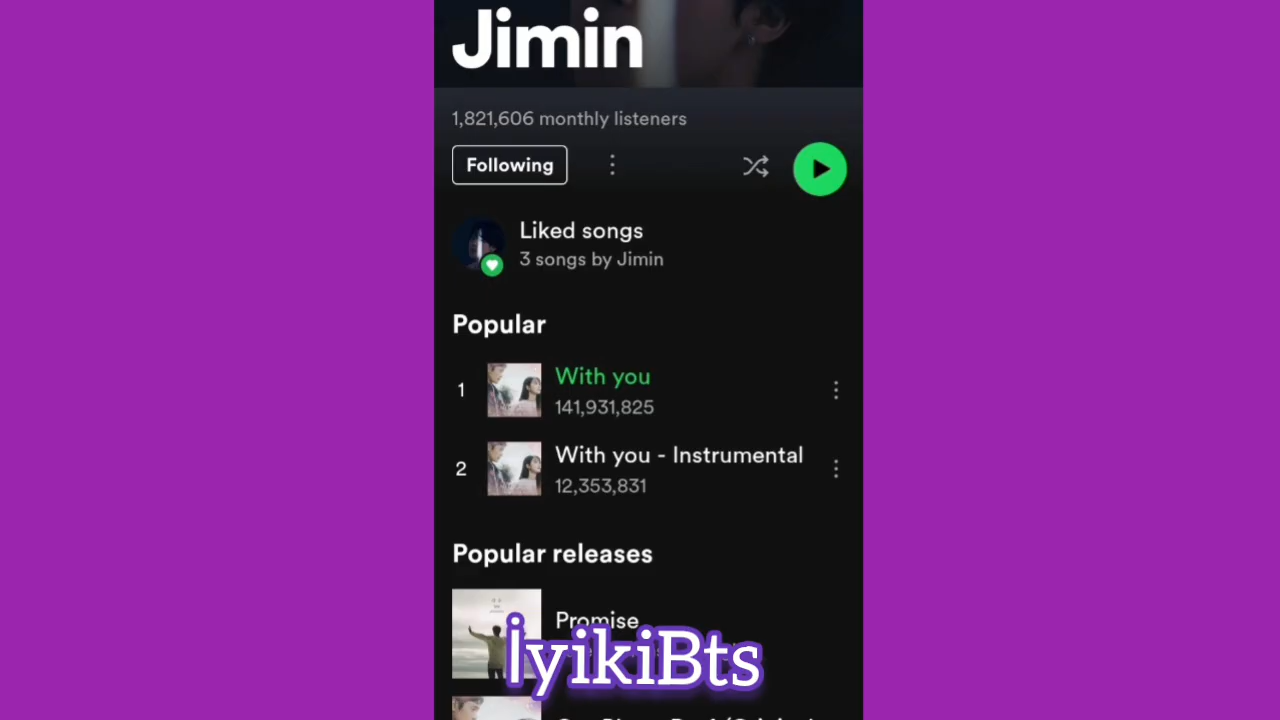 Jimin
1,821,606 monthly listeners
Following
Liked songs
3 songs by Jimin
Popular
1
With you
141,931,825
2
With you - Instrumental
12,353,831
Popular releases
Promise
İyikiBts